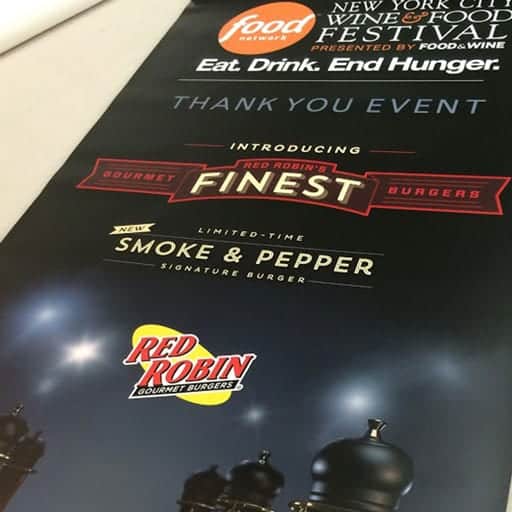 food
network
NEW YORK CITY
WINE & FOOD
FESTIVAL
PRESENTED BY FOOD&WINE
Eat. Drink. End Hunger.
THANK YOU EVENT
INTRODUCING
RED ROBIN'S
GOURMET FINEST BURGERS
NEW LIMITED-TIME
SMOKE & PEPPER
SIGNATURE BURGER
RED
ROBIN
GOURMET BURGERS